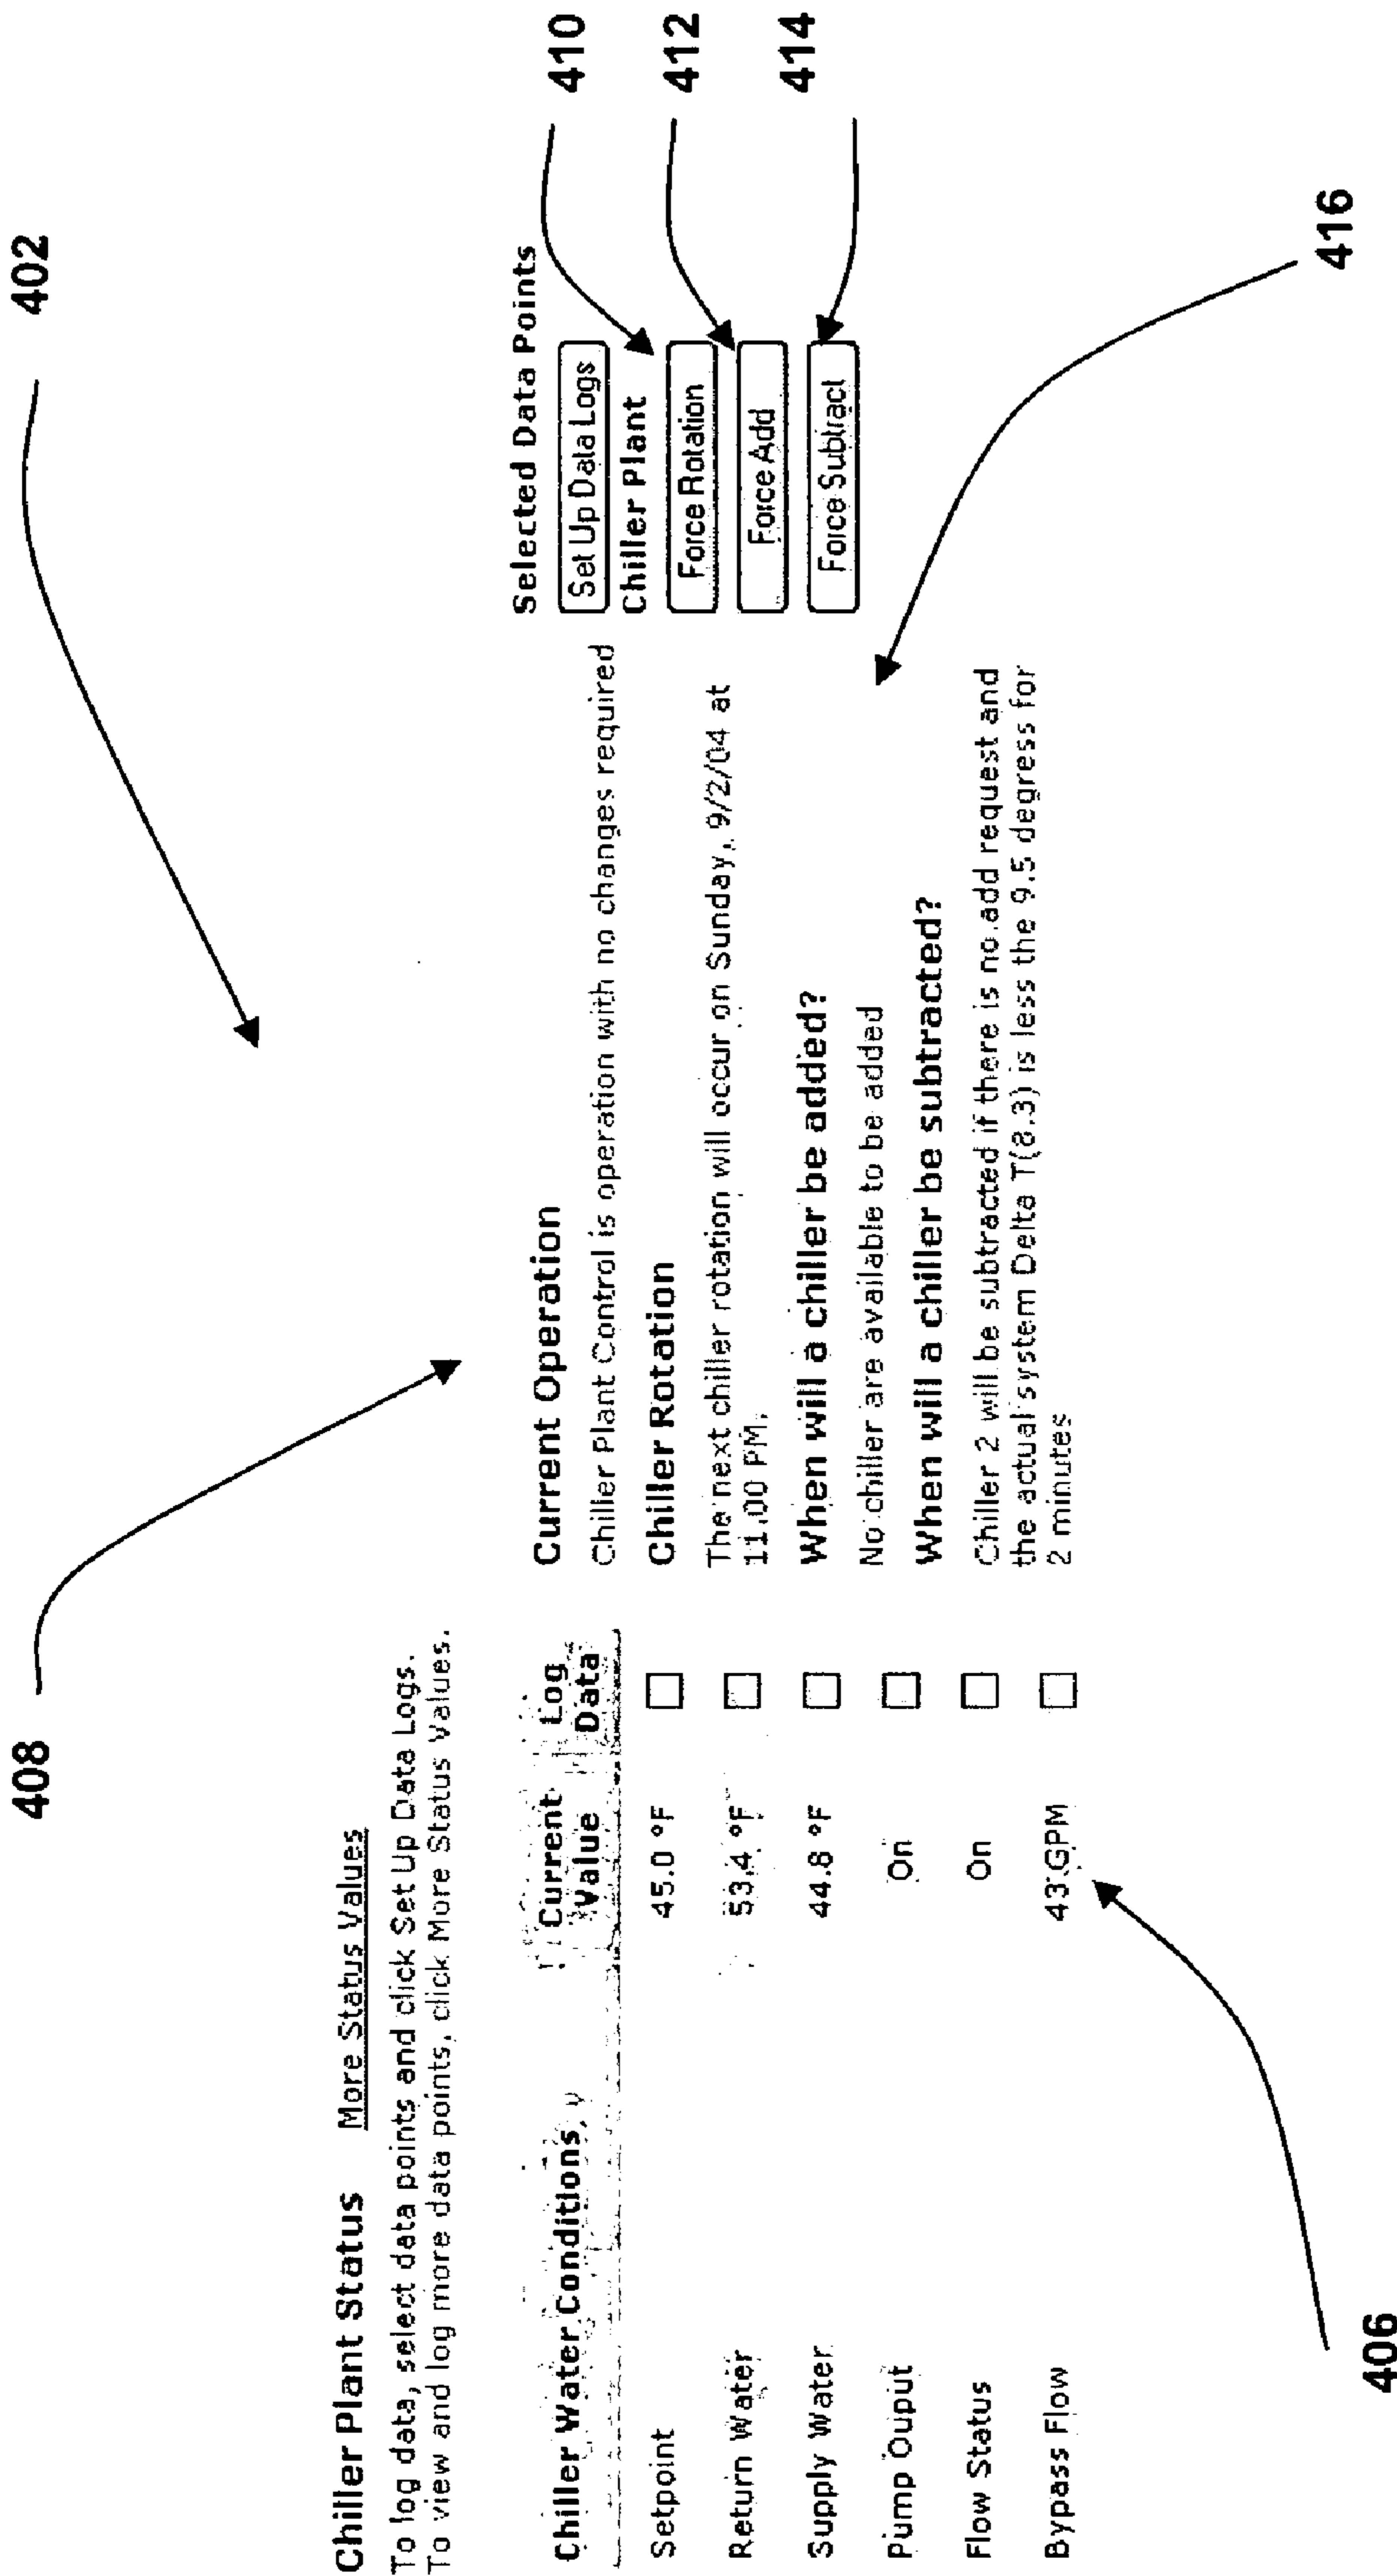 402
408
Chiller Plant Status More Status Values
To log data, select data points and click Set Up Data Logs.
To view and log more data points, click More Status Values.
Chiller Water Conditions
Current Value
Log Data
Setpoint 45.0 °F
Return Water 53.4 °F
Supply Water 44.8 °F
Pump Ouput On
Flow Status On
Bypass Flow 43 GPM
406
Current Operation
Chiller Plant Control is operation with no changes required
Chiller Rotation
The next chiller rotation will occur on Sunday, 9/2/04 at
11.00 PM.
When will a chiller be added?
No chiller are available to be added
When will a chiller be subtracted?
Chiller 2 will be subtracted if there is no add request and
the actual system Delta T(8.3) is less the 9.5 degress for
2 minutes
416
Selected Data Points
Set Up Data Logs
Chiller Plant
Force Rotation
Force Add
Force Subtract
410
412
414